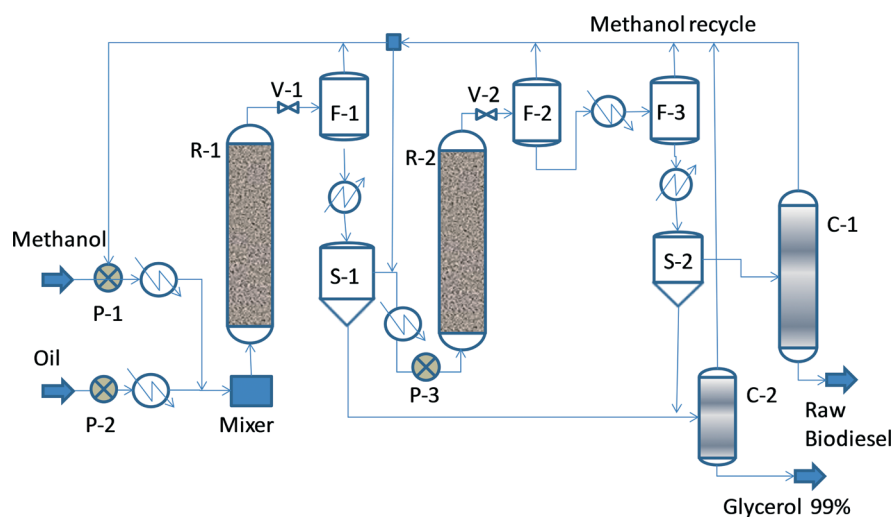 Methanol recycle
V-1
V-2
F-1
F-2
F-3
R-1
R-2
Methanol
C-1
S-1
S-2
P-1
Oil
P-3
C-2
P-2
Mixer
Raw
Biodiesel
Glycerol 99%